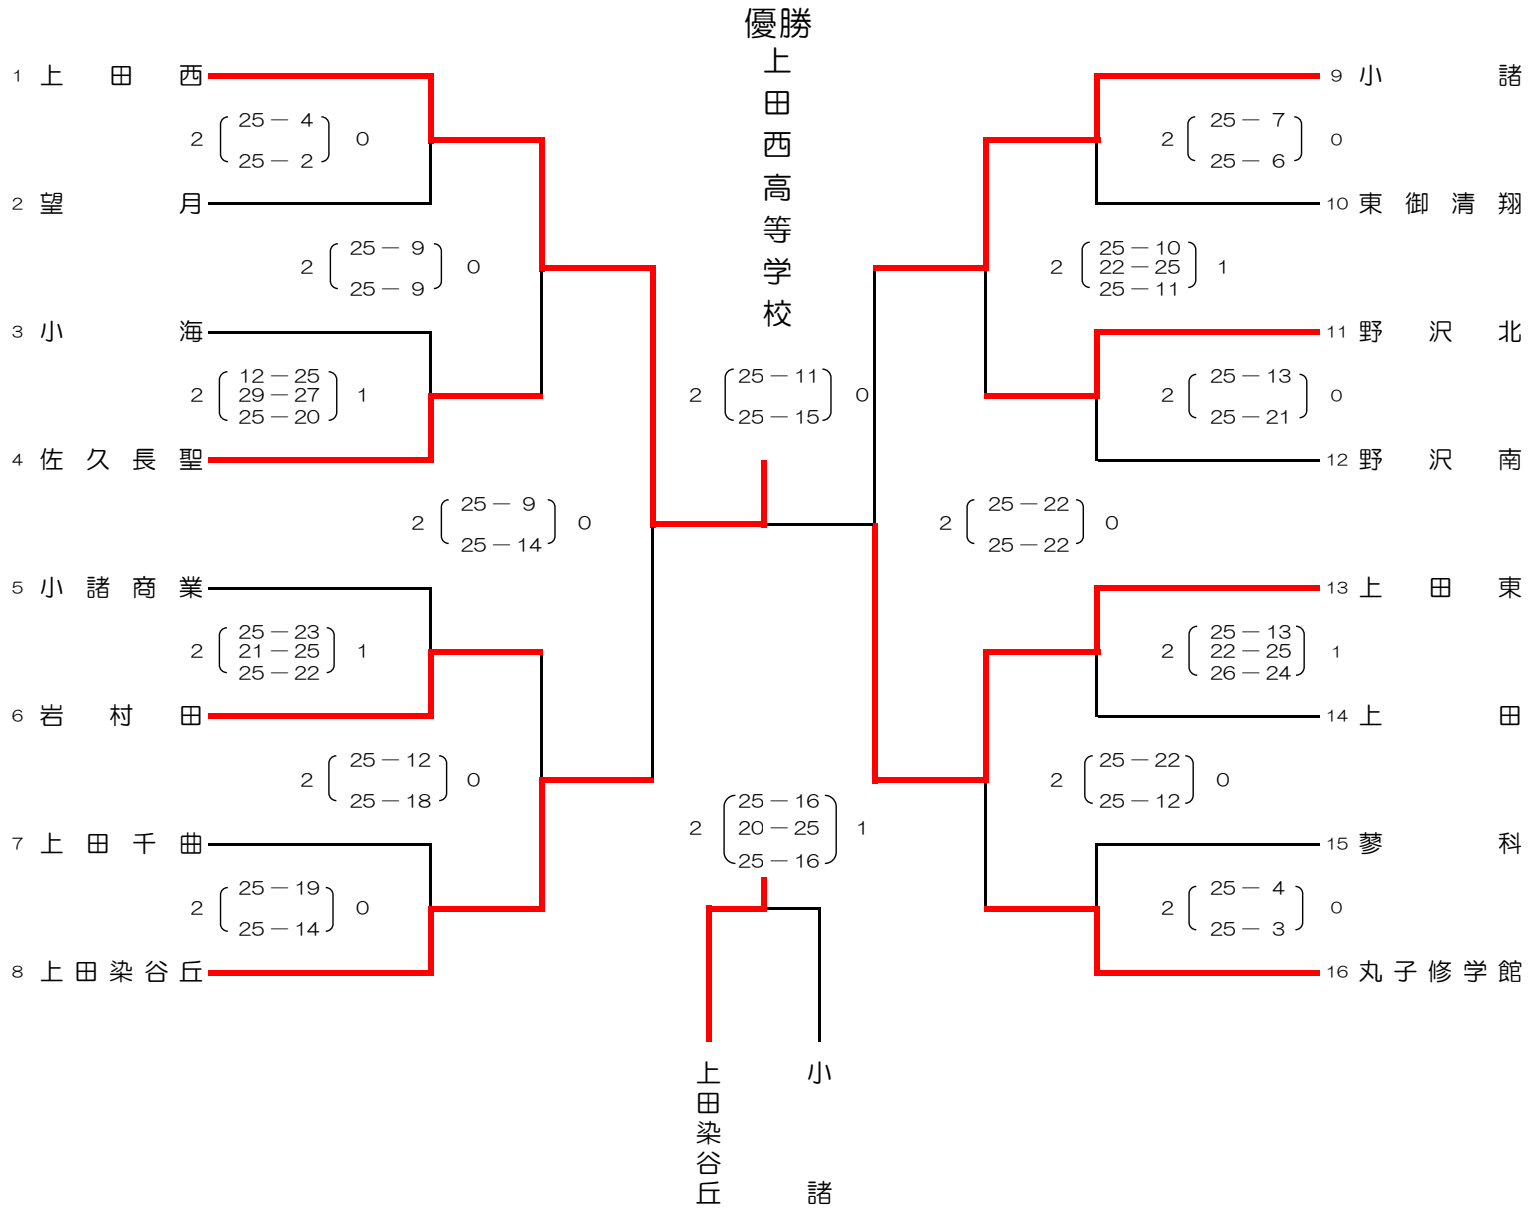 優勝
上田西高等学校
1 上田西
2 ( 25 － 4 ) 0
25 － 2
2 望月
2 ( 25 － 9 ) 0
25 － 9
3 小海
2 ( 12 － 25 ) 1
29 － 27
25 － 20
4 佐久長聖
2 ( 25 － 9 ) 0
25 － 14
5 小諸商業
2 ( 25 － 23 ) 1
21 － 25
25 － 22
6 岩村田
2 ( 25 － 12 ) 0
25 － 18
7 上田千曲
2 ( 25 － 19 ) 0
25 － 14
8 上田染谷丘
2 ( 25 － 11 ) 0
25 － 15
2 ( 25 － 16 ) 1
20 － 25
25 － 16
上田染谷丘
小諸
9 小諸
2 ( 25 － 7 ) 0
25 － 6
10 東御清翔
2 ( 25 － 10 ) 1
22 － 25
25 － 11
11 野沢北
2 ( 25 － 13 ) 0
25 － 21
12 野沢南
2 ( 25 － 22 ) 0
25 － 22
13 上田東
2 ( 25 － 13 ) 1
22 － 25
26 － 24
14 上田
2 ( 25 － 22 ) 0
25 － 12
15 蓼科
2 ( 25 － 4 ) 0
25 － 3
16 丸子修学館